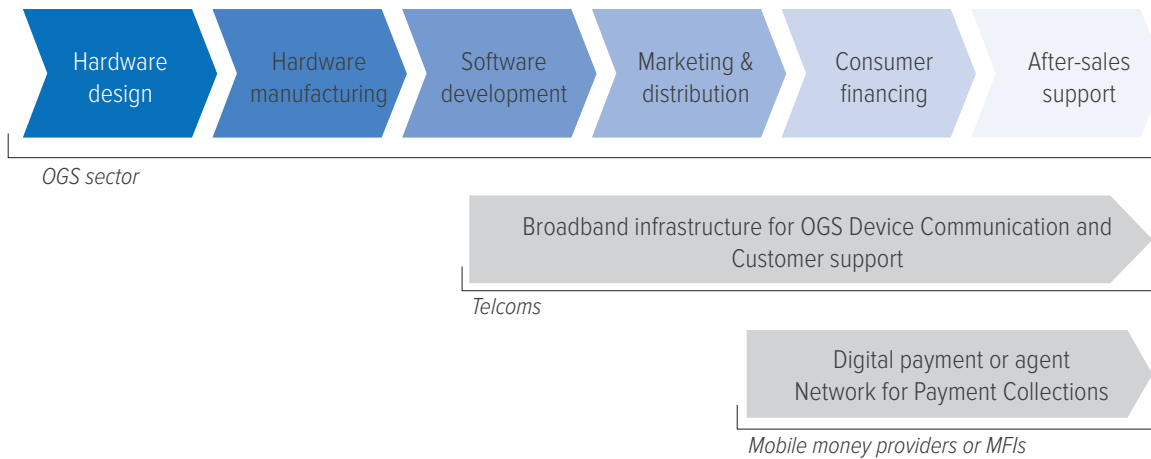 Hardware
design
Hardware
manufacturing
Software
development
Marketing &
distribution
Consumer
financing
After-sales
support
OGS sector
Broadband infrastructure for OGS Device Communication and
Customer support
Telcoms
Digital payment or agent
Network for Payment Collections
Mobile money providers or MFIs